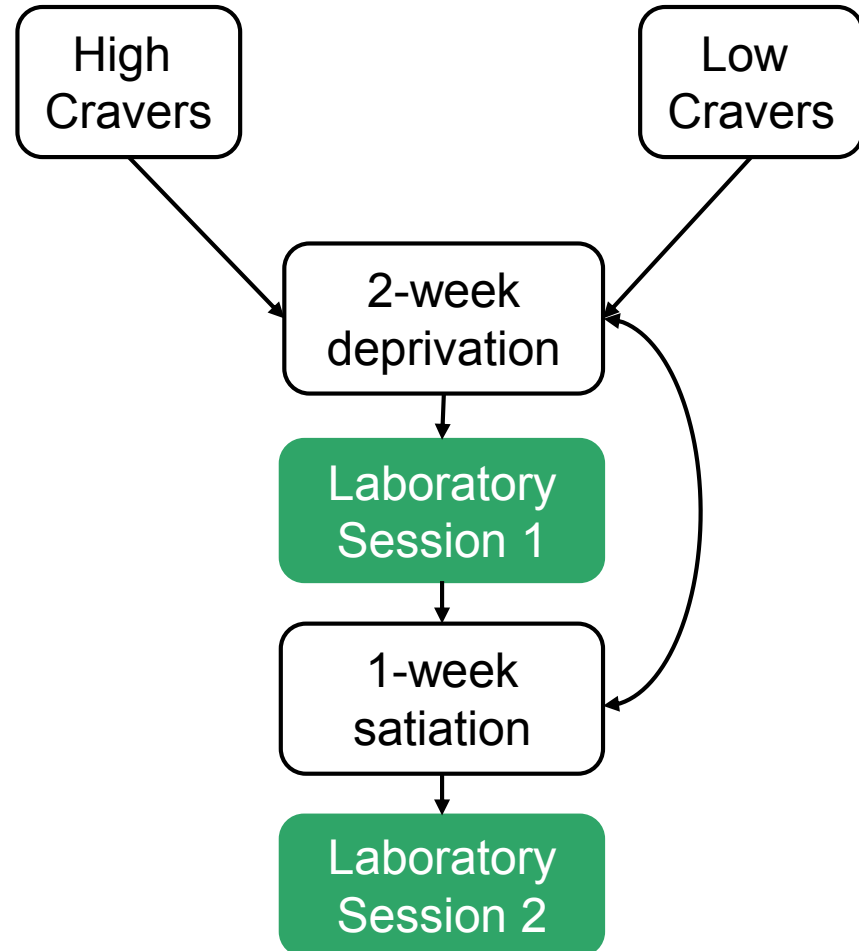 High
Cravers
Low
Cravers
2-week
deprivation
Laboratory
Session 1
1-week
satiation
Laboratory
Session 2